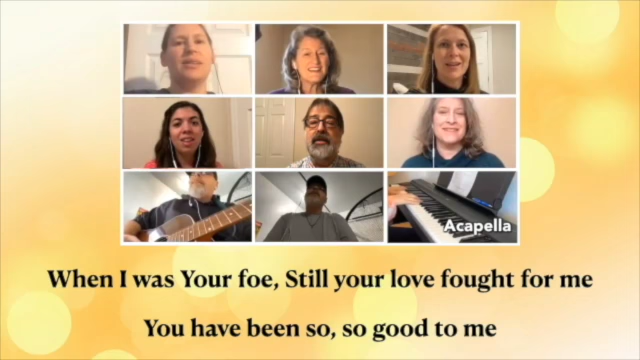 Acapella
When I was Your foe, Still your love fought for me
You have been so, so good to me